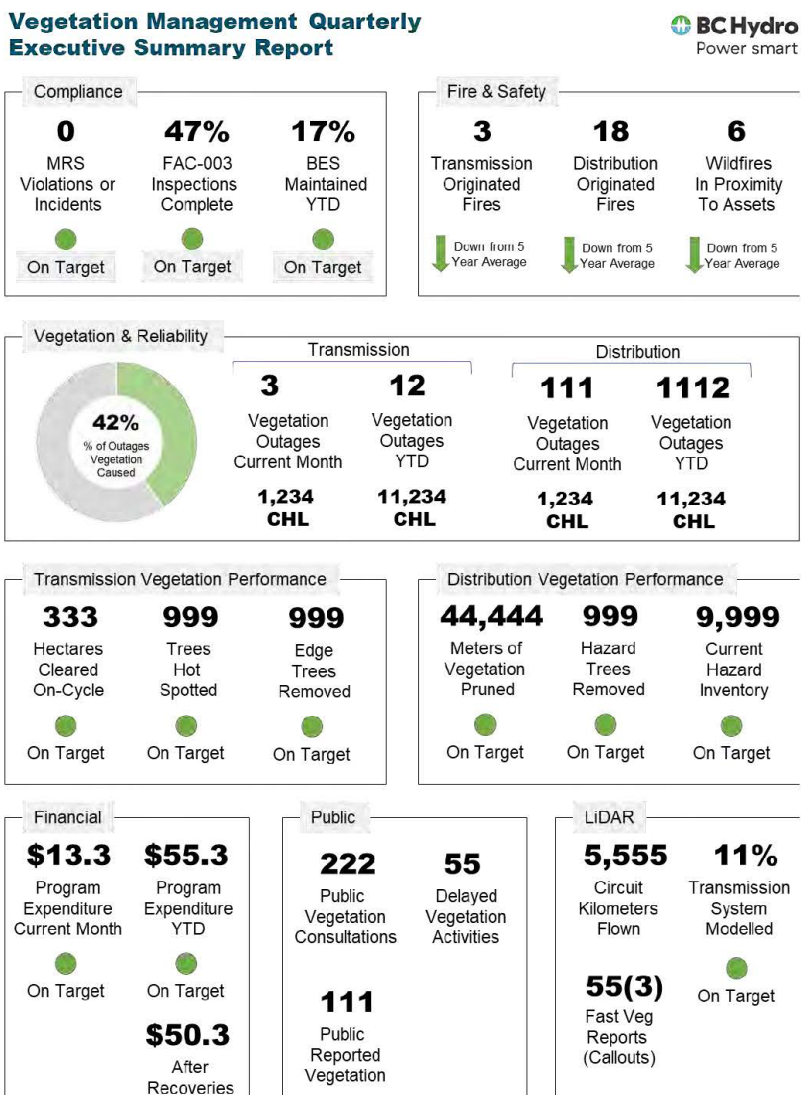 Vegetation Management Quarterly
Executive Summary Report
BC Hydro
Power smart
Compliance
0
MRS
Violations or
Incidents
On Target
47%
FAC-003
Inspections
Complete
On Target
17%
BES
Maintained
YTD
On Target
Fire & Safety
3
Transmission
Originated
Fires
Down from 5
Year Average
18
Distribution
Originated
Fires
Down from 5
Year Average
6
Wildfires
In Proximity
To Assets
Down from 5
Year Average
Vegetation & Reliability
42%
% of Outages
Vegetation
Caused
Transmission
3
Vegetation
Outages
Current Month
1,234
CHL
12
Vegetation
Outages
YTD
11,234
CHL
Distribution
111
Vegetation
Outages
Current Month
1,234
CHL
1112
Vegetation
Outages
YTD
11,234
CHL
Transmission Vegetation Performance
333
Hectares
Cleared
On-Cycle
On Target
999
Trees
Hot
Spotted
On Target
999
Edge
Trees
Removed
On Target
Distribution Vegetation Performance
44,444
Meters of
Vegetation
Pruned
On Target
999
Hazard
Trees
Removed
On Target
9,999
Current
Hazard
Inventory
On Target
Financial
$13.3
Program
Expenditure
Current Month
On Target
$55.3
Program
Expenditure
YTD
On Target
$50.3
After
Recoveries
Public
222
Public
Vegetation
Consultations
55
Delayed
Vegetation
Activities
111
Public
Reported
Vegetation
LiDAR
5,555
Circuit
Kilometers
Flown
11%
Transmission
System
Modelled
On Target
55(3)
Fast Veg
Reports
(Callouts)